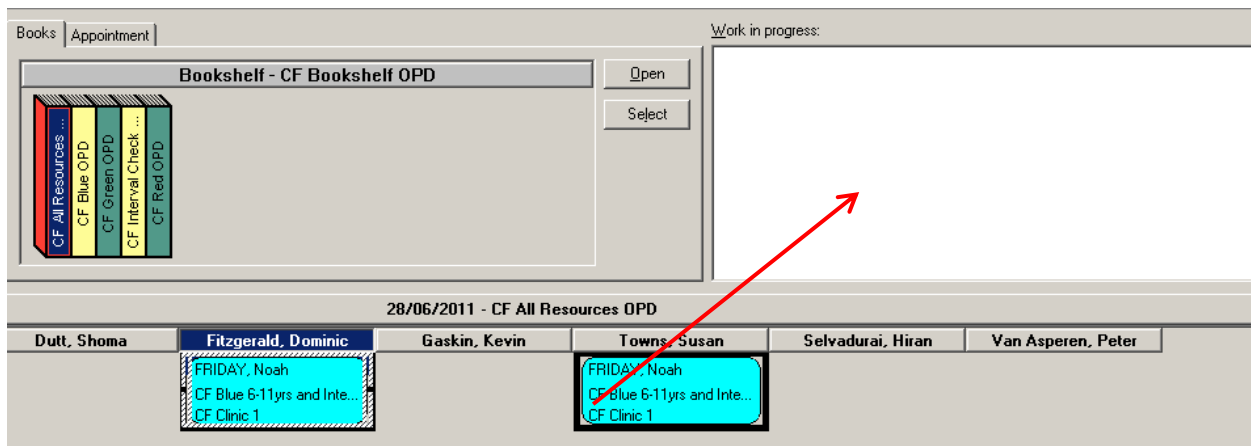 Books Appointment
Work in progress:
Bookshelf - CF Bookshelf OPD
Open
Select
CF All Resources ...
CF Blue OPD
CF Green OPD
CF Interval Check ...
CF Red OPD
28/06/2011 - CF All Resources OPD
Dutt, Shoma Fitzgerald, Dominic Gaskin, Kevin Towns, Susan Selvadurai, Hiran Van Asperen, Peter
FRIDAY, Noah FRIDAY, Noah
CF Blue 6-11yrs and Inte... CF Blue 6-11yrs and Inte...
CF Clinic 1 CF Clinic 1